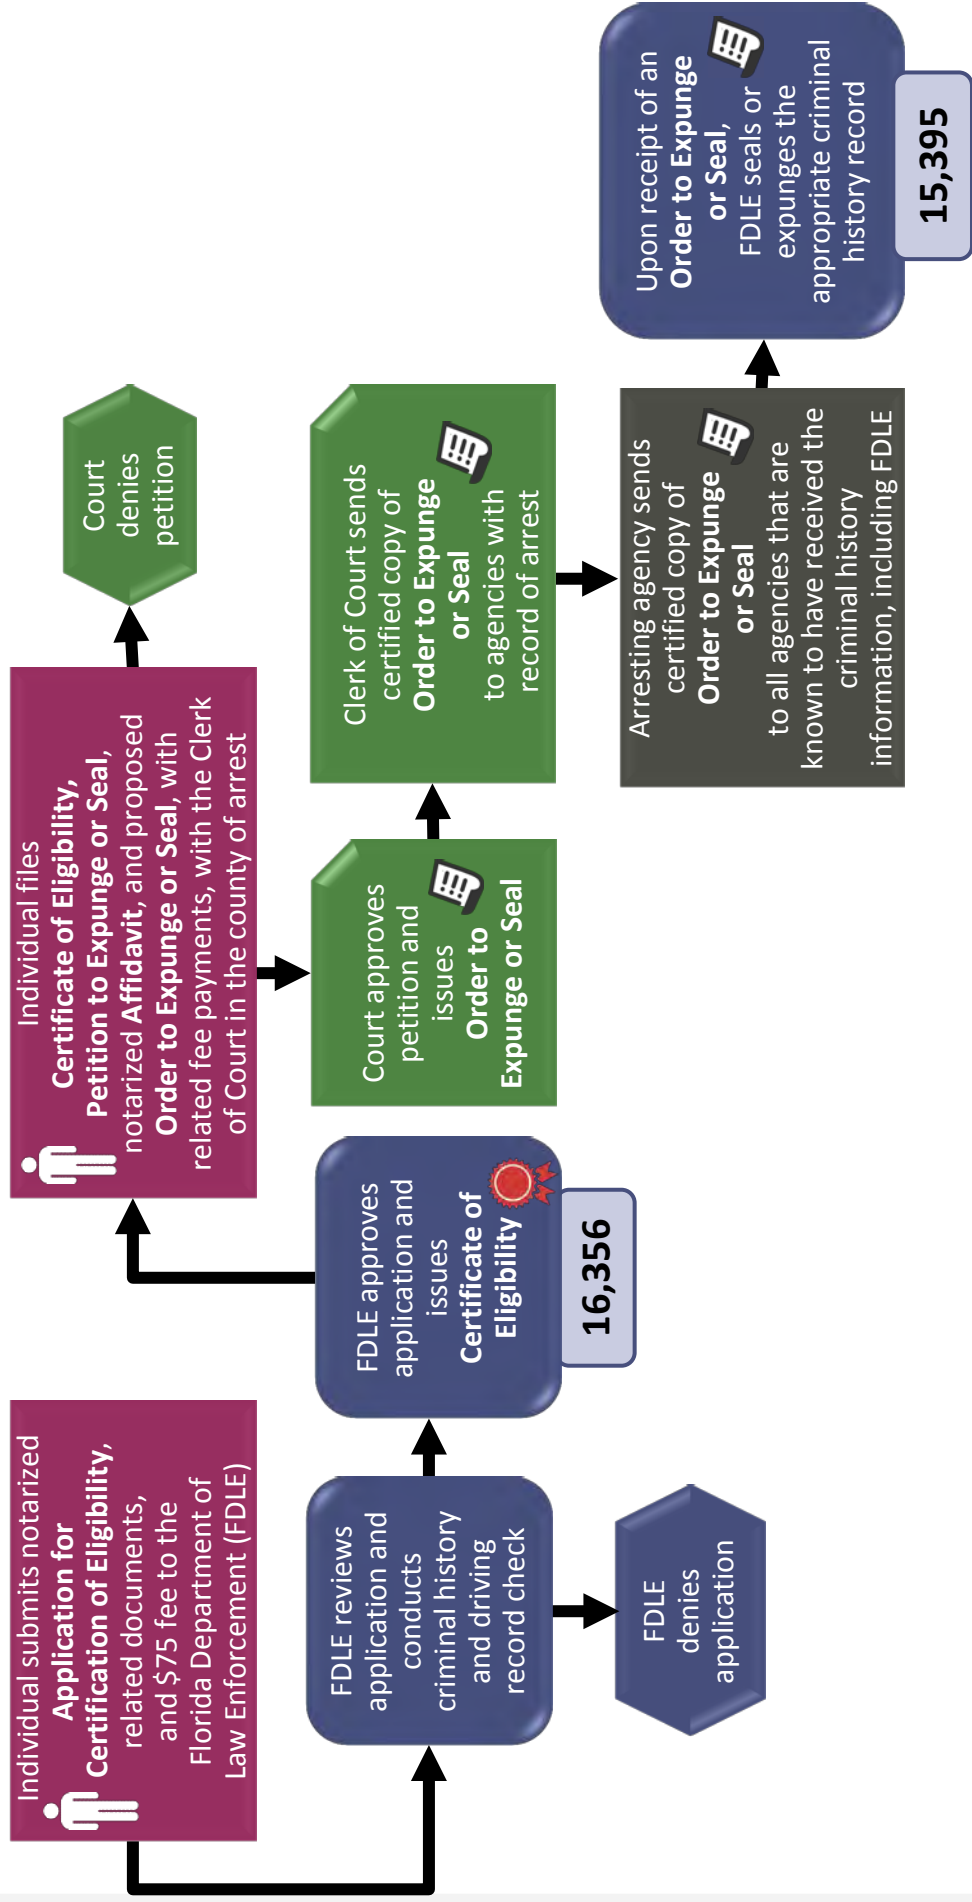 Individual submits notarized
Application for
Certification of Eligibility,
related documents,
and $75 fee to the
Florida Department of
Law Enforcement (FDLE)
FDLE reviews
application and
conducts
criminal history
and driving
record check
FDLE
denies
application
FDLE approves
application and
issues
Certificate of
Eligibility
16,356
Individual files
Certificate of Eligibility,
Petition to Expunge or Seal,
notarized Affidavit, and proposed
Order to Expunge or Seal, with
related fee payments, with the Clerk
of Court in the county of arrest
Court
denies
petition
Court approves
petition and
issues
Order to
Expunge or Seal
Clerk of Court sends
certified copy of
Order to Expunge
or Seal
to agencies with
record of arrest
Arresting agency sends
certified copy of
Order to Expunge
or Seal
to all agencies that are
known to have received the
criminal history
information, including FDLE
Upon receipt of an
Order to Expunge
or Seal,
FDLE seals or
expunges the
appropriate criminal
history record
15,395